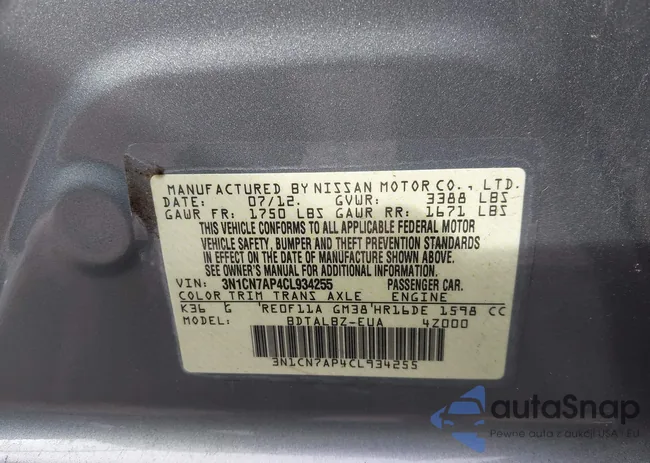 MANUFACTURED BY NISSAN MOTOR CO., LTD.
DATE: 07/12. GVWR: 3388 LBS
GAWR FR: 1750 LBS GAWR RR: 1671 LBS
THIS VEHICLE CONFORMS TO ALL APPLICABLE FEDERAL MOTOR
VEHICLE SAFETY, BUMPER AND THEFT PREVENTION STANDARDS
IN EFFECT ON THE DATE OF MANUFACTURE SHOWN ABOVE.
SEE OWNER'S MANUAL FOR ADDITIONAL INFORMATION.
VIN: 3N1CN7AP4CL934255 PASSENGER CAR.
COLOR TRIM TRANS AXLE ENGINE
K36 G RE0F11A GM38 HR16DE 1598 CC
MODEL: BDTALBZ-EUA 4Z000
3N1CN7AP4CL934255
autaSnap
Pewne auta z aukcji USA i EU